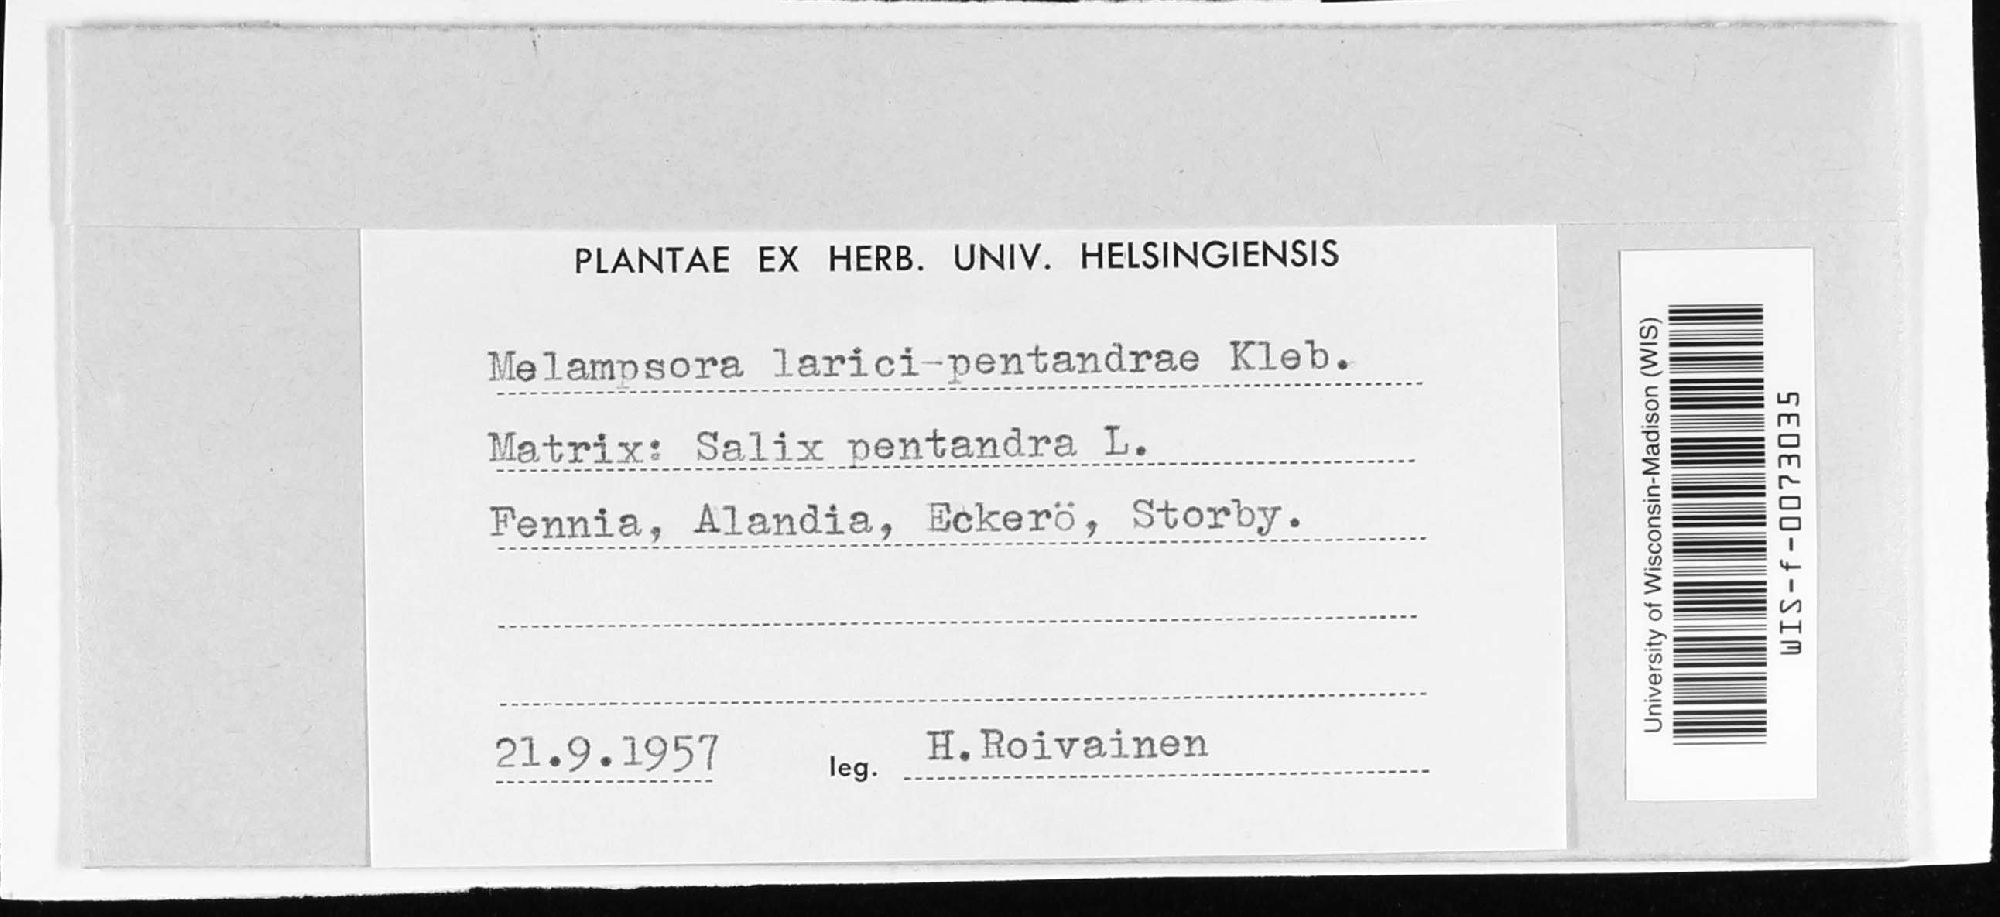 PLANTAE EX HERB. UNIV. HELSINGIENSIS
Melampsora larici-pentandrae Kleb.
Matrix: Salix pentandra L.
Fennia, Alandia, Eckerö, Storby.
21.9.1957 leg. H.Roivainen
University of Wisconsin-Madison (WIS)
WIS-f-0073035